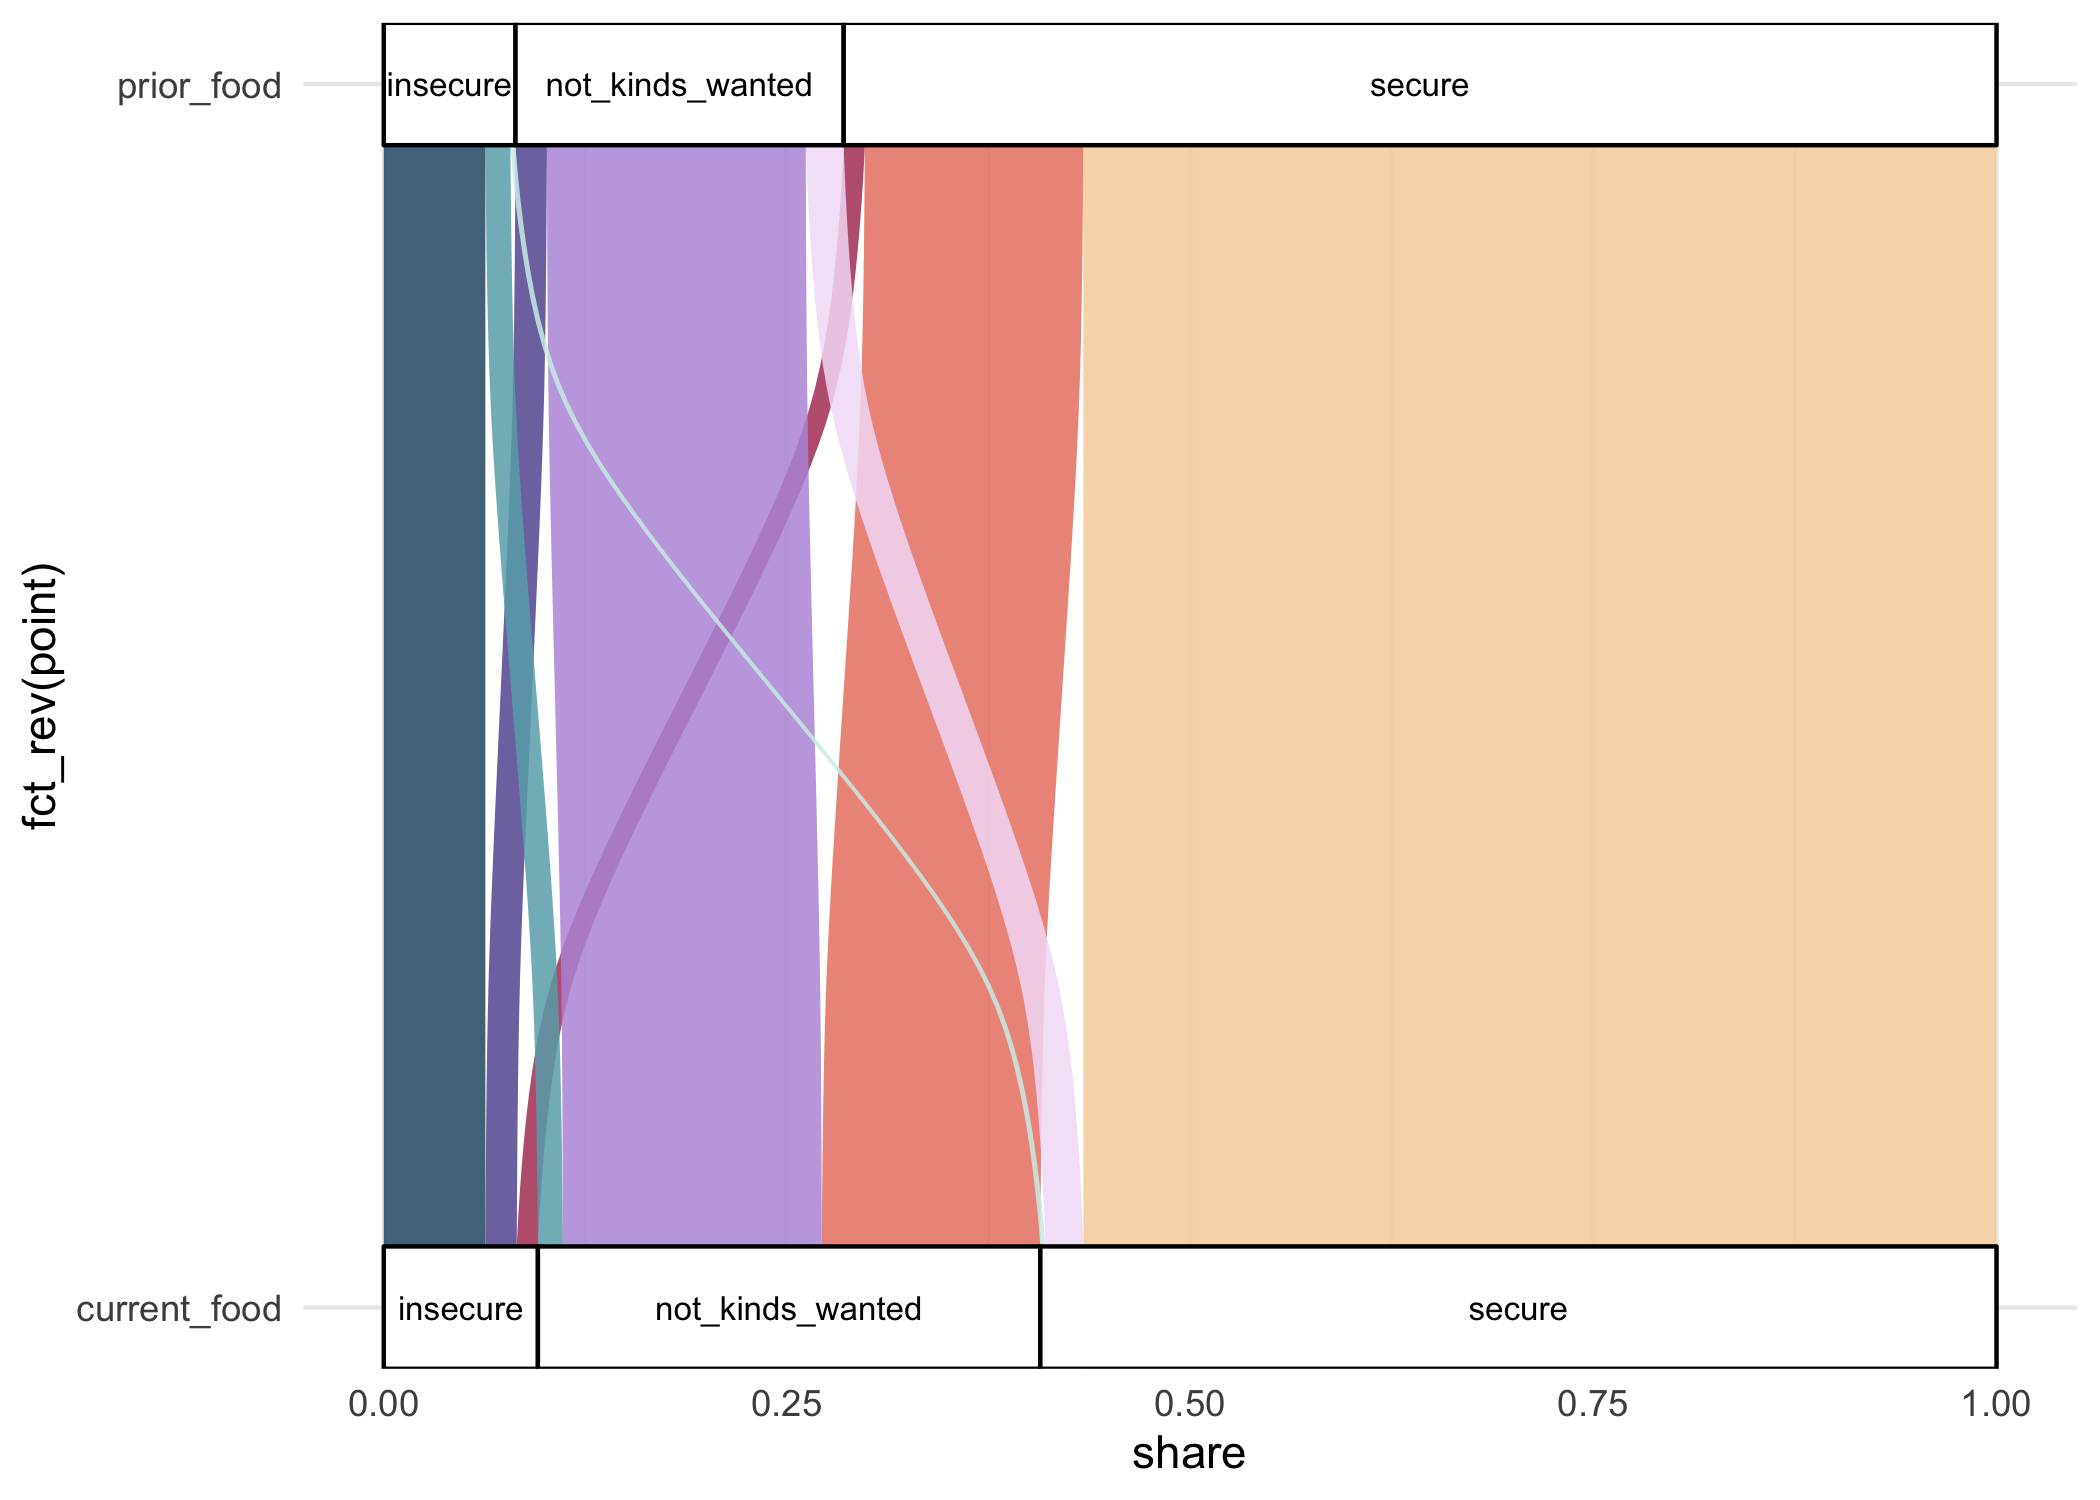 prior_food
insecure
not_kinds_wanted
secure
fct_rev(point)
current_food
insecure
not_kinds_wanted
secure
0.00
0.25
0.50
0.75
1.00
share